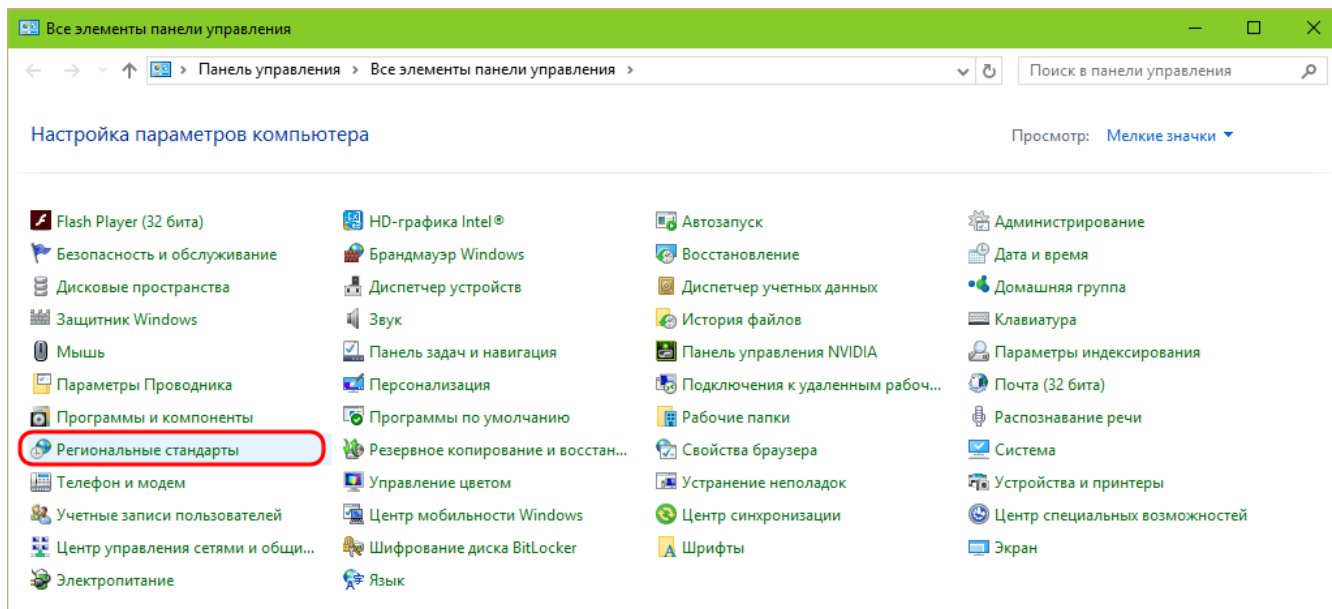 Все элементы панели управления
Панель управления > Все элементы панели управления >
Поиск в панели управления
Настройка параметров компьютера
Просмотр: Мелкие значки
Flash Player (32 бита)
HD-графика Intel®
Автозапуск
Администрирование
Безопасность и обслуживание
Брандмауэр Windows
Восстановление
Дата и время
Дисковые пространства
Диспетчер устройств
Диспетчер учетных данных
Домашняя группа
Защитник Windows
Звук
История файлов
Клавиатура
Мышь
Панель задач и навигация
Панель управления NVIDIA
Параметры индексирования
Параметры Проводника
Персонализация
Подключения к удаленным рабоч...
Почта (32 бита)
Программы и компоненты
Программы по умолчанию
Рабочие папки
Распознавание речи
Региональные стандарты
Резервное копирование и восстан...
Свойства браузера
Система
Телефон и модем
Управление цветом
Устранение неполадок
Устройства и принтеры
Учетные записи пользователей
Центр мобильности Windows
Центр синхронизации
Центр специальных возможностей
Центр управления сетями и общи...
Шифрование диска BitLocker
Шрифты
Экран
Электропитание
Язык